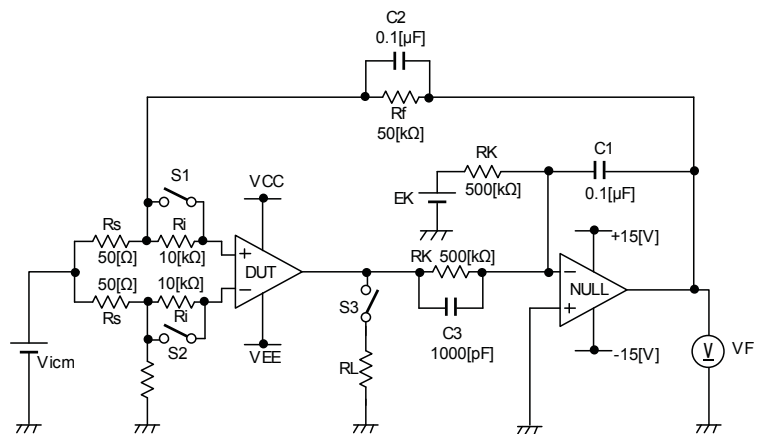 C2
0.1[µF]
Rf
50[kΩ]
RK
500[kΩ]
EK
C1
0.1[µF]
S1
VCC
Rs
50[Ω]
Ri
10[kΩ]
+
−
DUT
50[Ω]
Rs
10[kΩ]
Ri
S2
VEE
Vicm
RK 500[kΩ]
C3
1000[pF]
S3
RL
+15[V]
−
+
NULL
-15[V]
V
VF